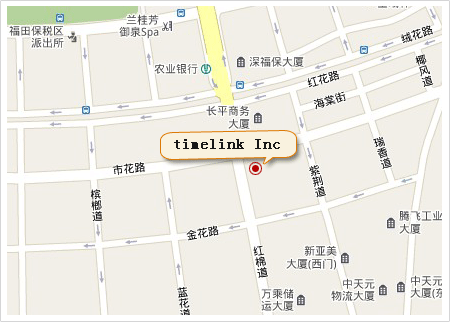 兰桂芳
御泉Spa
福田保税区
派出所
绒花路
农业银行
深福保大厦
红花路
椰风道
海棠街
长平商务
大厦
timelink Inc
瑞香道
市花路
紫荆道
槟榔道
腾飞工业
大厦
金花路
红棉道
新亚美
大厦(西门)
中天元
物流大厦
中天元
大厦(东
万乘储
运大厦
蓝花道